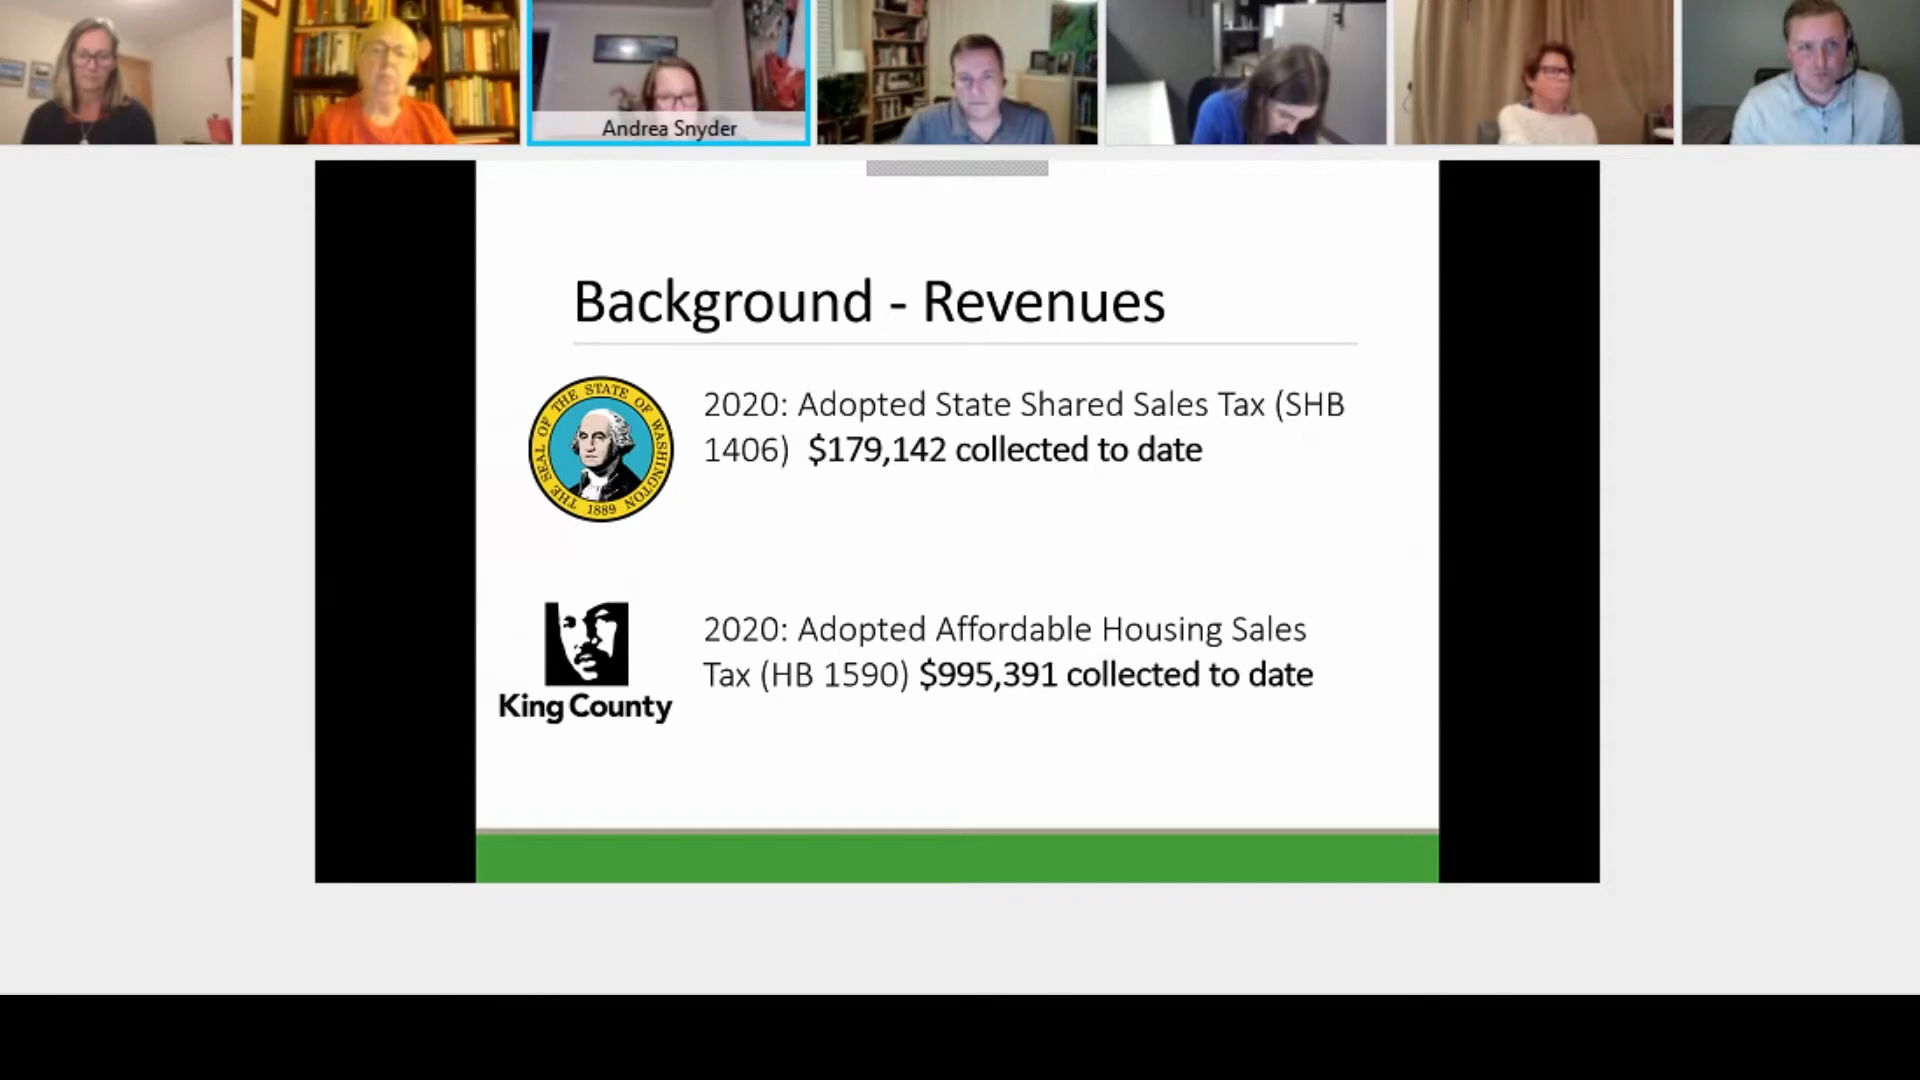 Andrea Snyder
Background - Revenues
THE SEAL OF THE STATE OF WASHINGTON
1889
2020: Adopted State Shared Sales Tax (SHB
1406) $179,142 collected to date
King County
2020: Adopted Affordable Housing Sales
Tax (HB 1590) $995,391 collected to date